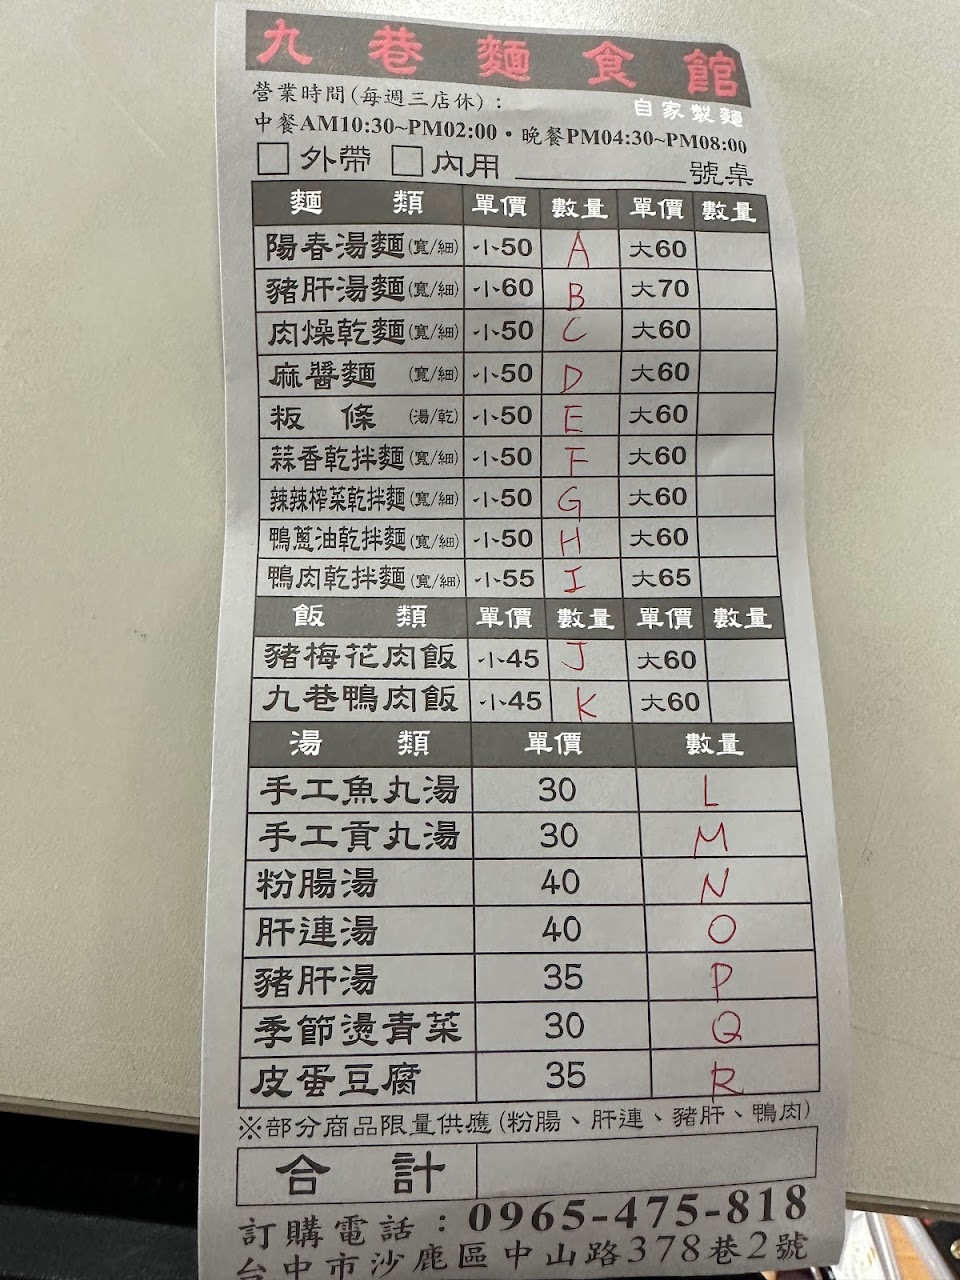 九巷麵食館
自家製麵
營業時間(每週三店休)：
中餐AM10:30~PM02:00・晚餐PM04:30~PM08:00
□外帶 □內用 ________號桌
麵 類 單價 數量 單價 數量
陽春湯麵(寬/細) 小50 A 大60
豬肝湯麵(寬/細) 小60 B 大70
肉燥乾麵(寬/細) 小50 C 大60
麻醬麵 (寬/細) 小50 D 大60
粄 條 (湯/乾) 小50 E 大60
蒜香乾拌麵(寬/細) 小50 F 大60
辣辣榨菜乾拌麵(寬/細) 小50 G 大60
鴨蔥油乾拌麵(寬/細) 小50 H 大60
鴨肉乾拌麵(寬/細) 小55 I 大65
飯 類 單價 數量 單價 數量
豬梅花肉飯 小45 J 大60
九巷鴨肉飯 小45 K 大60
湯 類 單價 數量
手工魚丸湯 30 L
手工貢丸湯 30 M
粉腸湯 40 N
肝連湯 40 O
豬肝湯 35 P
季節燙青菜 30 Q
皮蛋豆腐 35 R
※部分商品限量供應(粉腸、肝連、豬肝、鴨肉)
合 計
訂購電話：0965-475-818
台中市沙鹿區中山路378巷2號